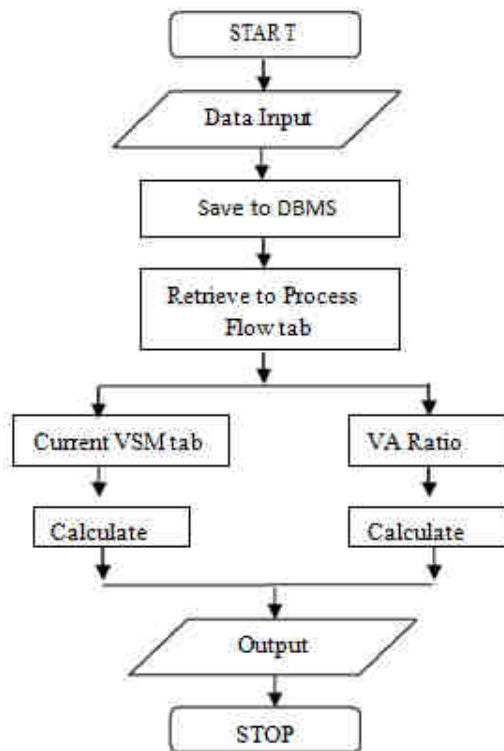 START
Data Input
Save to DBMS
Retrieve to Process
Flow tab
Current VSM tab
VA Ratio
Calculate
Calculate
Output
STOP